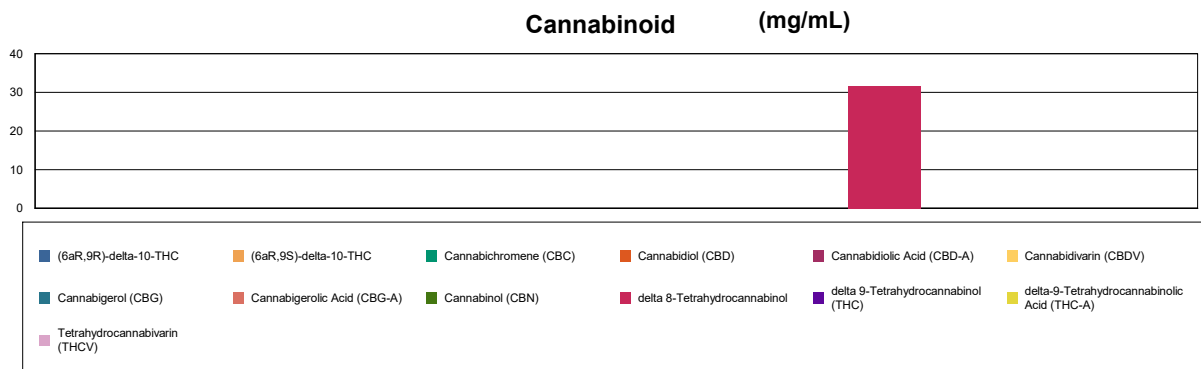 Cannabinoid (mg/mL)
40
30
20
10
0
(6aR,9R)-delta-10-THC
(6aR,9S)-delta-10-THC
Cannabichromene (CBC)
Cannabidiol (CBD)
Cannabidiolic Acid (CBD-A)
Cannabidivarin (CBDV)
Cannabigerol (CBG)
Cannabigerolic Acid (CBG-A)
Cannabinol (CBN)
delta 8-Tetrahydrocannabinol
delta 9-Tetrahydrocannabinol
(THC)
delta-9-Tetrahydrocannabinolic
Acid (THC-A)
Tetrahydrocannabivarin
(THCV)